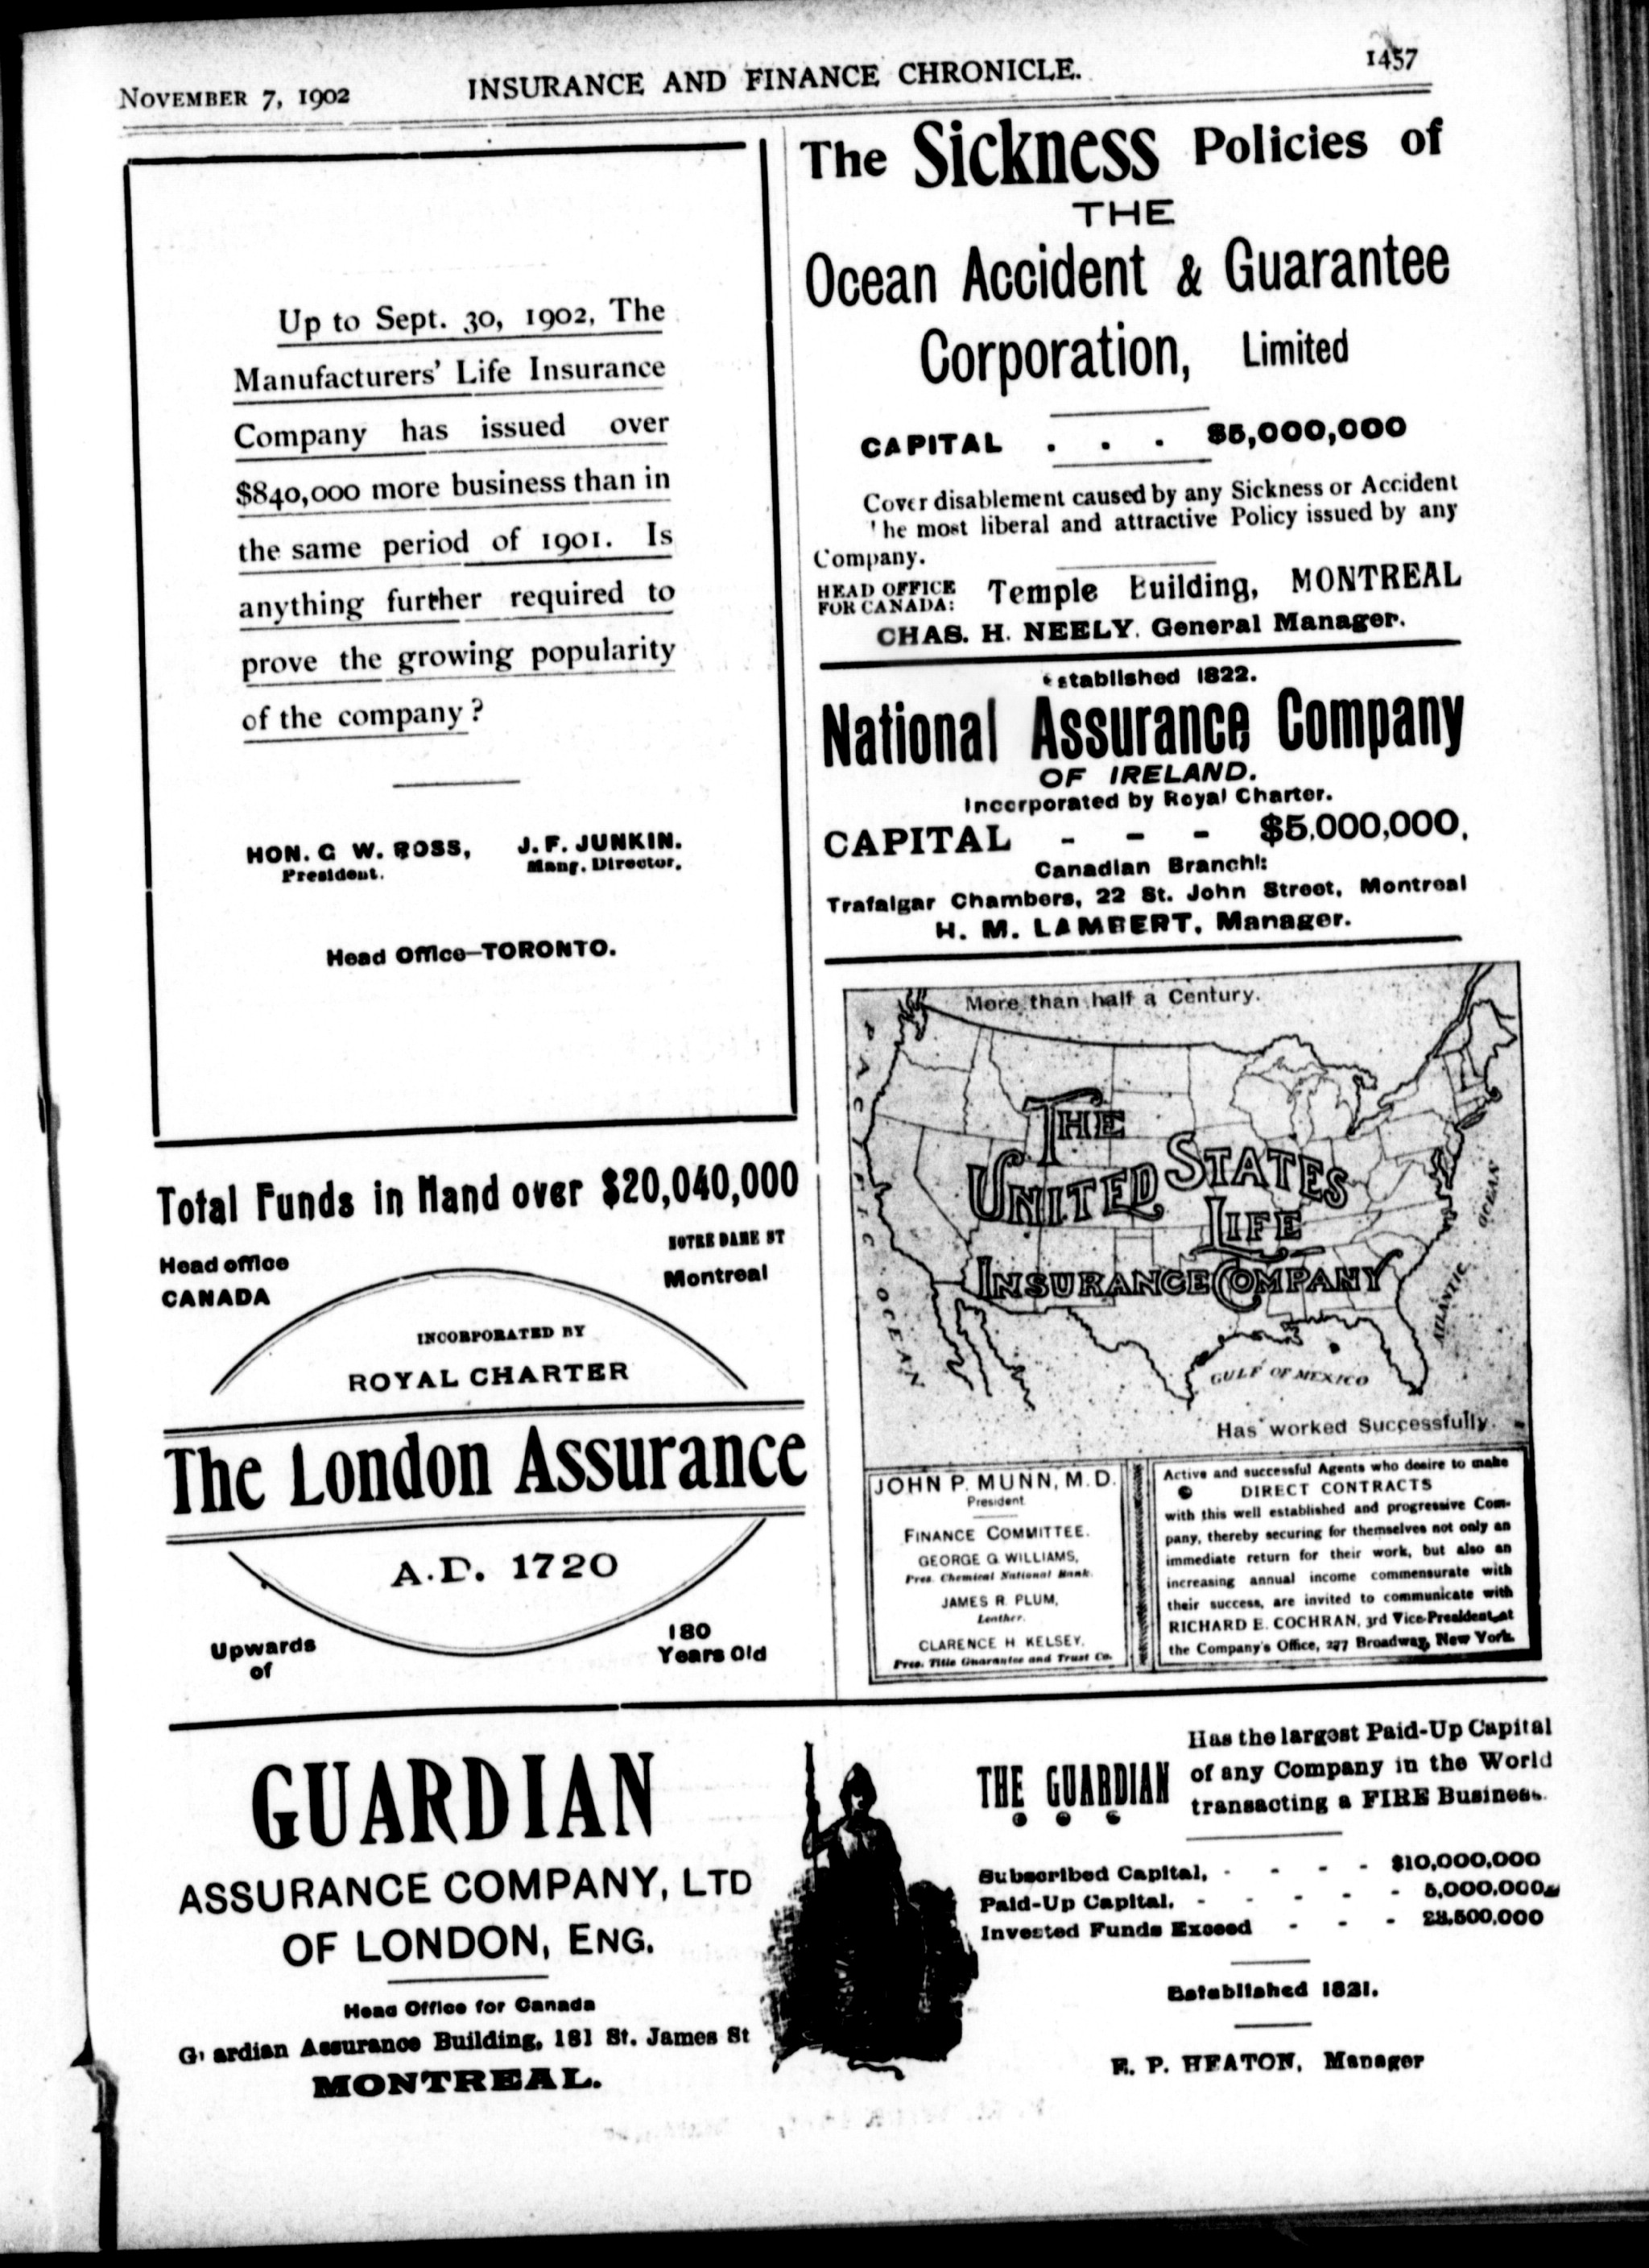 NOVEMBER 7, 1902
INSURANCE AND FINANCE CHRONICLE.
1457
Up to Sept. 30, 1902, The
Manufacturers' Life Insurance
Company has issued over
$840,000 more business than in
the same period of 1901. Is
anything further required to
prove the growing popularity
of the company?
HON. G W. ROSS,
President.
J. F. JUNKIN.
Mang. Director.
Head Office—TORONTO.
Total Funds in Hand over $20,040,000
Head office
CANADA
NOTRE DAME ST
Montreal
INCORPORATED BY
ROYAL CHARTER
The London Assurance
A.D. 1720
Upwards
of
180
Years Old
The Sickness Policies of
THE
Ocean Accident & Guarantee
Corporation, Limited
CAPITAL . . . $5,000,000
Cover disablement caused by any Sickness or Accident
'he most liberal and attractive Policy issued by any
Company.
HEAD OFFICE
FOR CANADA:
Temple Building, MONTREAL
CHAS. H. NEELY. General Manager.
stablished 1822.
National Assurance Company
OF IRELAND.
Incorporated by Royal Charter.
CAPITAL - - - $5,000,000,
Canadian Branch!:
Trafalgar Chambers, 22 St. John Street, Montreal
H. M. LAMBERT, Manager.
More than half a Century.
THE
UNITED STATES
LIFE
INSURANCE COMPANY
PACIFIC OCEAN
ATLANTIC OCEAN
GULF OF MEXICO
Has worked Successfully.
JOHN P. MUNN, M.D.
President
FINANCE COMMITTEE.
GEORGE G. WILLIAMS,
Pres. Chemical National Bank.
JAMES R. PLUM,
Leather.
CLARENCE H. KELSEY,
Pres. Title Guarantee and Trust Co.
Active and successful Agents who desire to make
DIRECT CONTRACTS
with this well established and progressive Com-
pany, thereby securing for themselves not only an
immediate return for their work, but also an
increasing annual income commensurate with
their success, are invited to communicate with
RICHARD E. COCHRAN, 3rd Vice-President, at
the Company's Office, 277 Broadway, New York.
GUARDIAN
ASSURANCE COMPANY, LTD
OF LONDON, ENG.
Head Office for Canada
Guardian Assurance Building, 181 St. James St
MONTREAL.
THE GUARDIAN
Has the largest Paid-Up Capital
of any Company in the World
transacting a FIRE Business.
Subscribed Capital, - - - - $10,000,000
Paid-Up Capital. - - - - - 5,000,000
Invested Funds Exceed - - - 23,500,000
Established 1821.
E. P. HEATON, Manager